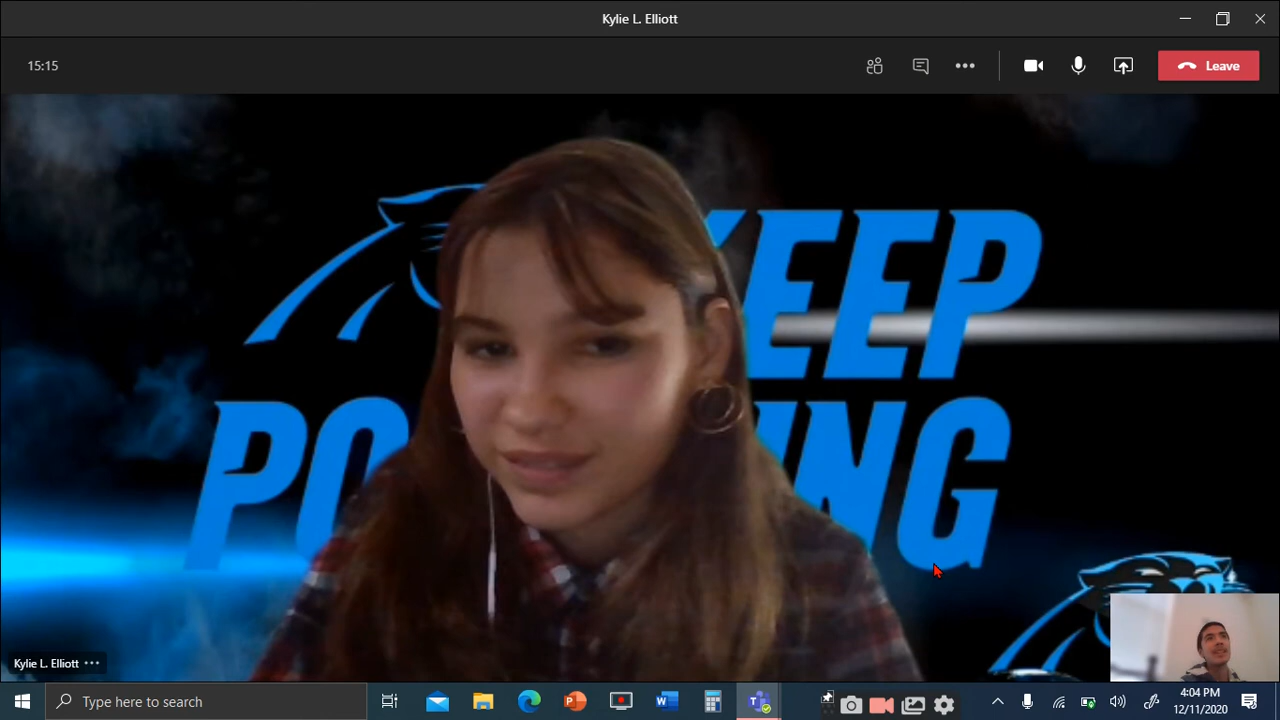 Kylie L. Elliott
15:15
Leave
KEEP
PO
NG
Kylie L. Elliott
Type here to search
4:04 PM
12/11/2020